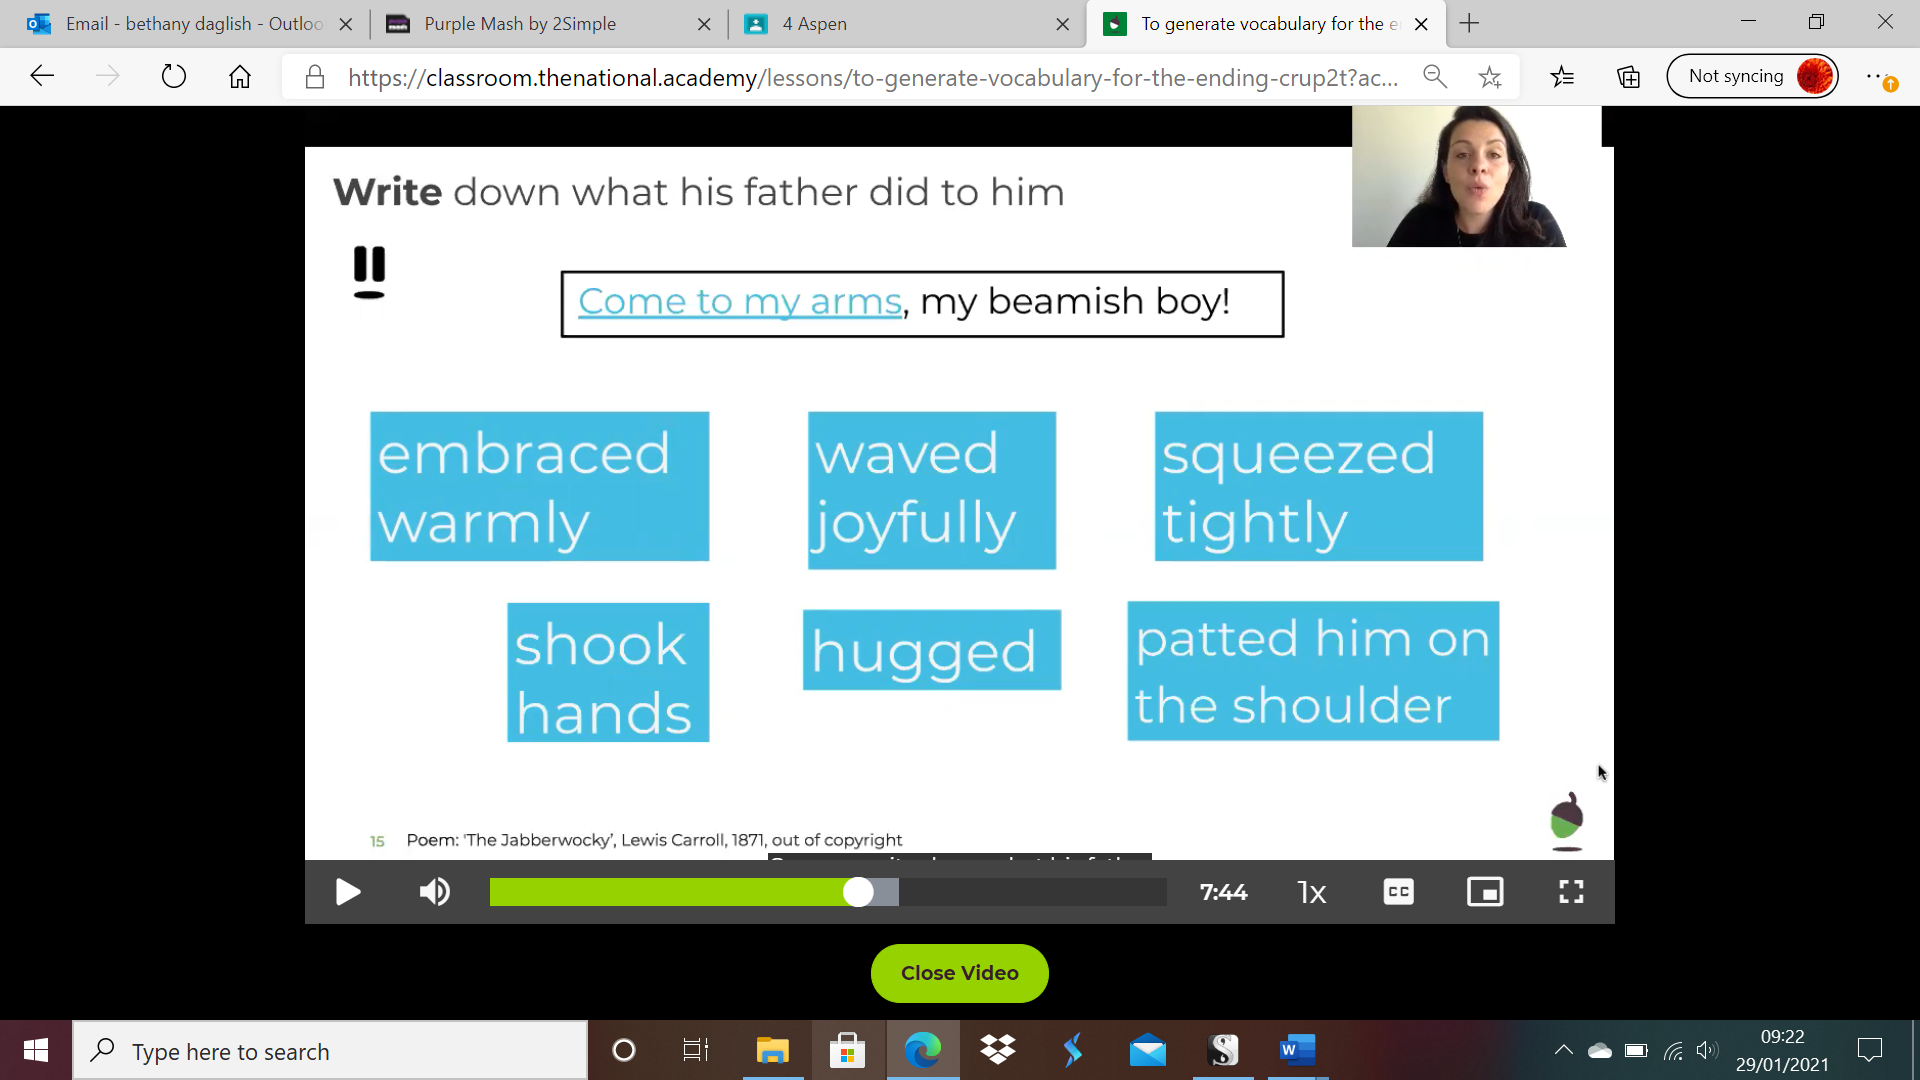 Email - bethany daglish - Outloo
Purple Mash by 2Simple
4 Aspen
To generate vocabulary for the e
https://classroom.thenational.academy/lessons/to-generate-vocabulary-for-the-ending-crup2t?ac...
Not syncing
Write down what his father did to him
Come to my arms, my beamish boy!
embraced
warmly
waved
joyfully
squeezed
tightly
shook
hands
hugged
patted him on
the shoulder
15 Poem: 'The Jabberwocky', Lewis Carroll, 1871, out of copyright
7:44
1x
CC
Close Video
Type here to search
09:22
29/01/2021